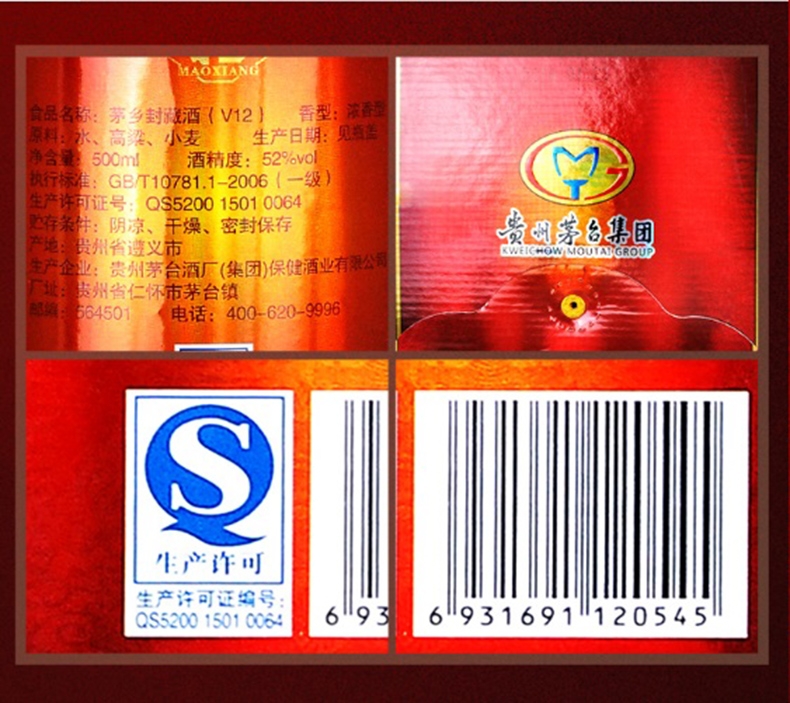 MAOXIANG
食品名称：茅乡封藏酒（V12） 香型：浓香型
原料：水、高粱、小麦 生产日期：见瓶盖
净含量：500ml 酒精度：52%vol
执行标准：GB/T10781.1-2006（一级）
生产许可证号：QS5200 1501 0064
贮存条件：阴凉、干燥、密封保存
产地：贵州省遵义市
生产企业：贵州茅台酒厂(集团)保健酒业有限公司
厂址：贵州省仁怀市茅台镇
邮编：564501 电话：400-620-9996
贵州茅台集团
KWEICHOW MOUTAI GROUP
生产许可
生产许可证编号：
QS5200 1501 0064
6 93
6 931691 120545